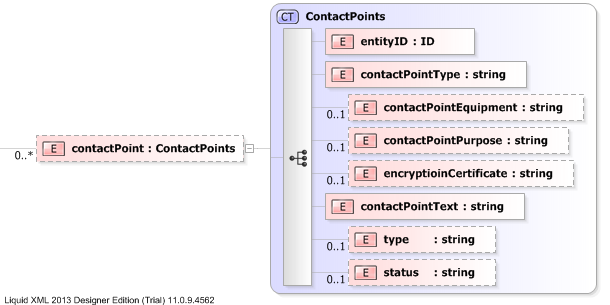 CT ContactPoints
E entityID : ID
E contactPointType : string
0..1 E contactPointEquipment : string
0..1 E contactPointPurpose : string
0..* E contactPoint : ContactPoints
0..1 E encryptioinCertificate : string
E contactPointText : string
0..1 E type : string
0..1 E status : string
Liquid XML 2013 Designer Edition (Trial) 11.0.9.4562